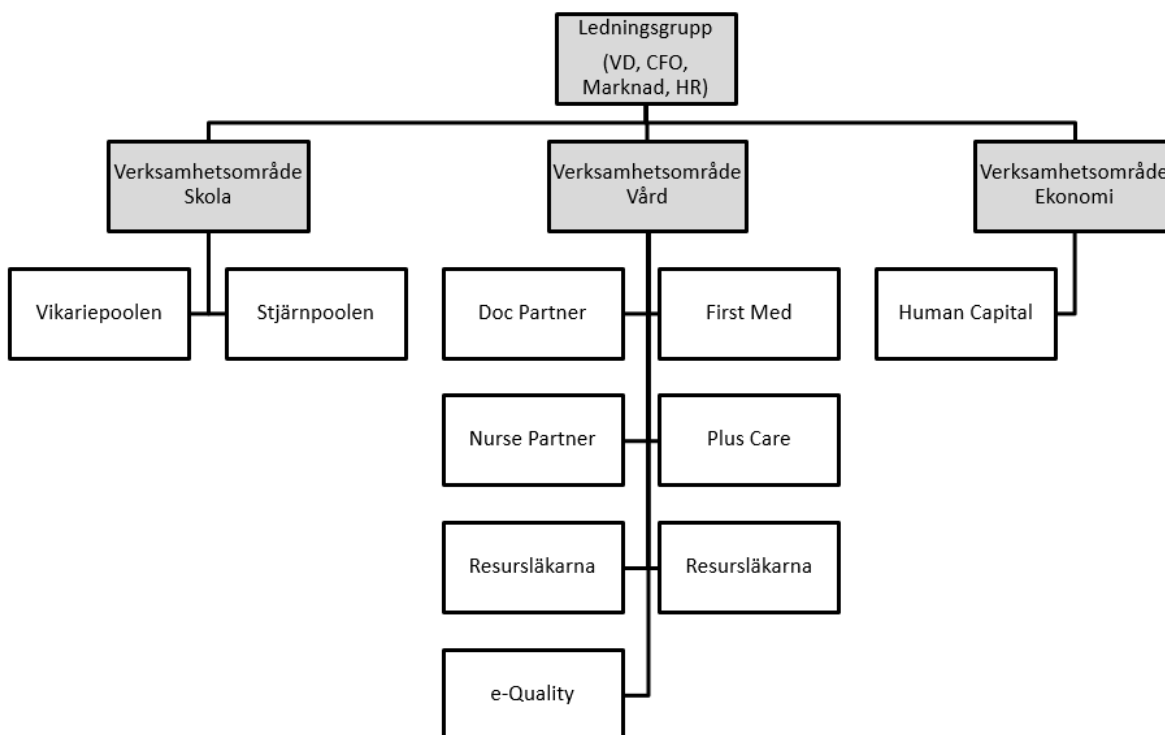 Ledningsgrupp
(VD, CFO,
Marknad, HR)
Verksamhetsområde
Skola
Verksamhetsområde
Vård
Verksamhetsområde
Ekonomi
Vikariepoolen
Stjärnpoolen
Doc Partner
First Med
Human Capital
Nurse Partner
Plus Care
Resursläkarna
Resursläkarna
e-Quality